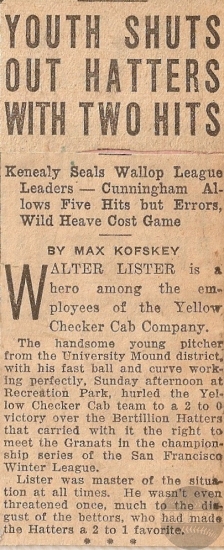 YOUTH SHUTS
OUT HATTERS
WITH TWO HITS
Kenealy Seals Wallop League
Leaders — Cunningham Al-
lows Five Hits but Errors,
Wild Heave Cost Game
BY MAX KOFSKEY
WALTER LISTER is a
hero among the em-
ployees of the Yellow
Checker Cab Company.
The handsome young pitcher
from the University Mound district,
with his fast ball and curve work-
ing perfectly, Sunday afternoon at
Recreation Park, hurled the Yel-
low Checker Cab team to a 2 to 0
victory over the Bertillion Hatters
that carried with it the right to
meet the Granats in the champion-
ship series of the San Francisco
Winter League.
Lister was master of the situa-
tion at all times. He wasn't even
threatened once, much to the dis-
gust of the bettors, who had made
the Hatters a 2 to 1 favorite.